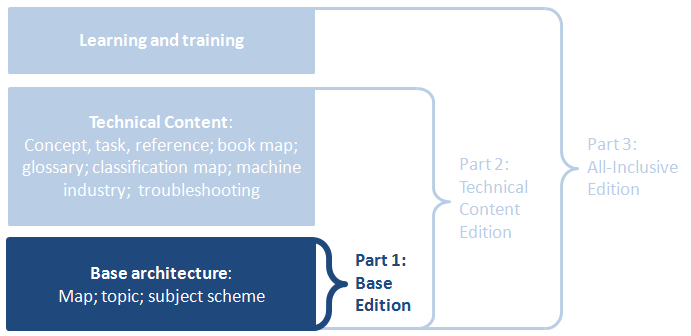 Learning and training
Technical Content:
Concept, task, reference; book map;
glossary; classification map; machine
industry; troubleshooting
Base architecture:
Map; topic; subject scheme
Part 1:
Base
Edition
Part 2:
Technical
Content
Edition
Part 3:
All-Inclusive
Edition